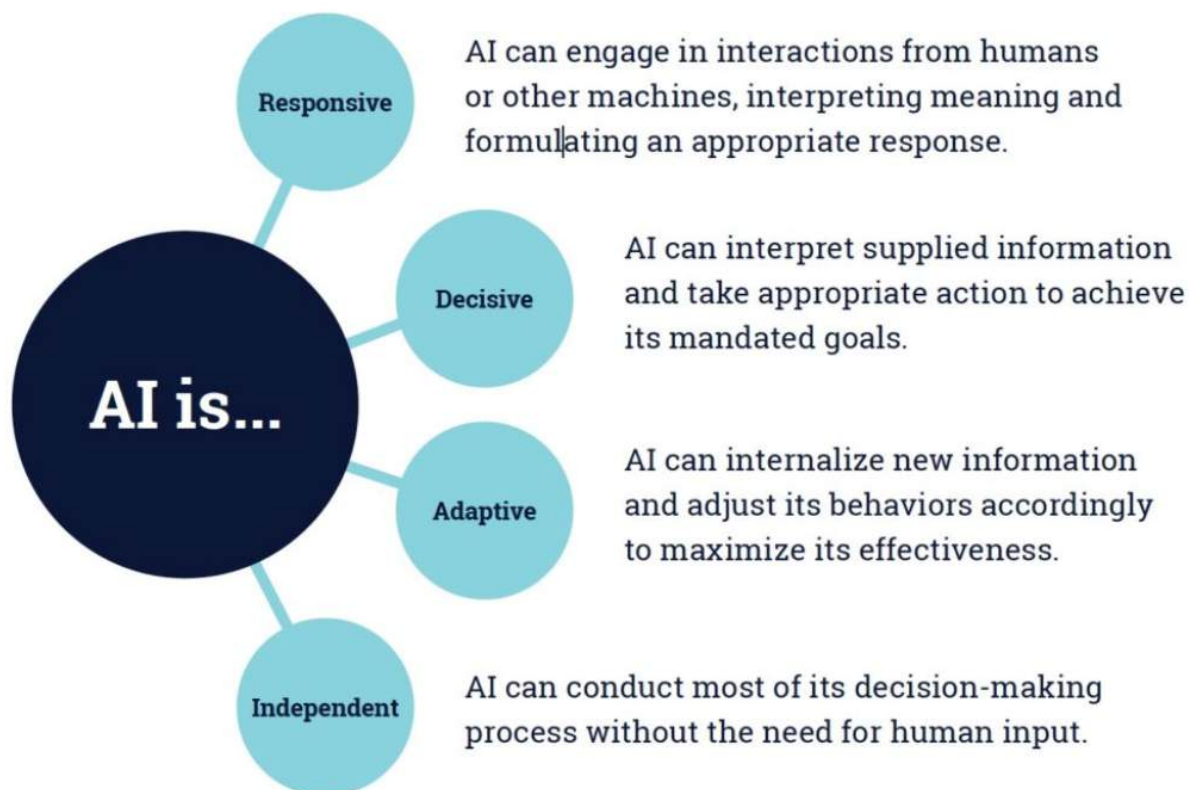 Responsive
AI can engage in interactions from humans
or other machines, interpreting meaning and
formulating an appropriate response.
Decisive
AI can interpret supplied information
and take appropriate action to achieve
its mandated goals.
AI is...
Adaptive
AI can internalize new information
and adjust its behaviors accordingly
to maximize its effectiveness.
Independent
AI can conduct most of its decision-making
process without the need for human input.